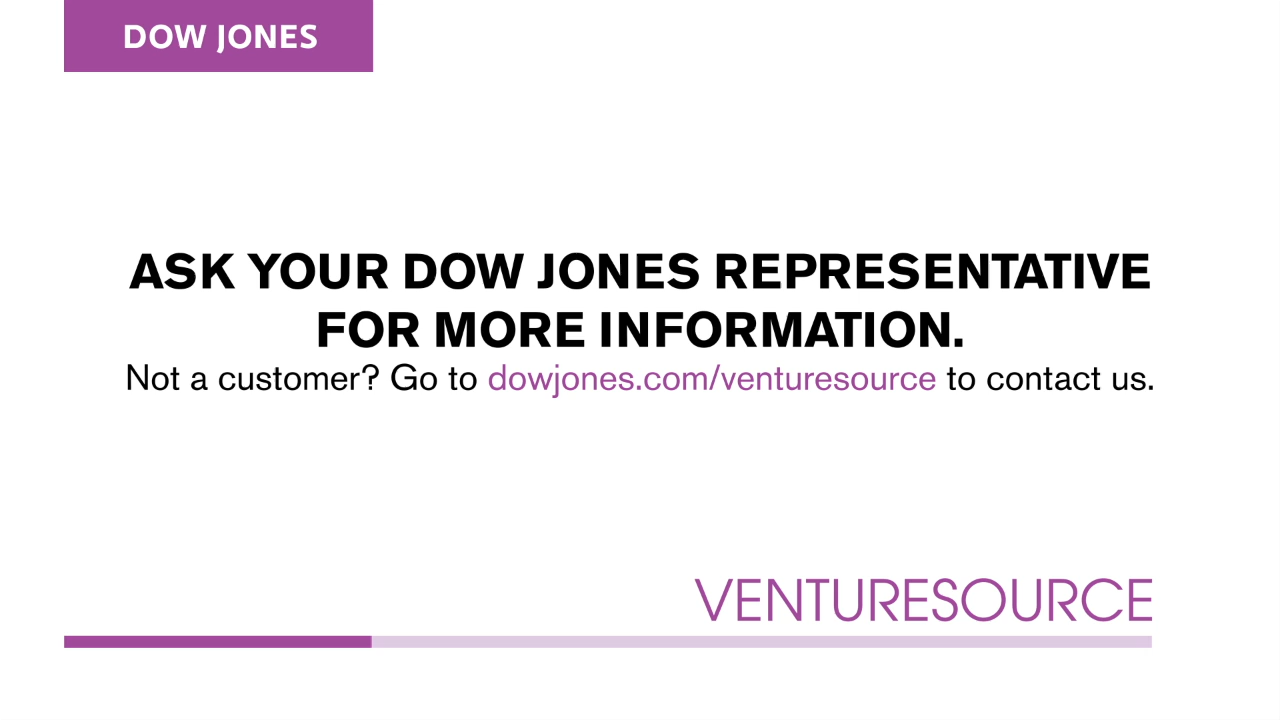 DOW JONES
ASK YOUR DOW JONES REPRESENTATIVE
FOR MORE INFORMATION.
Not a customer? Go to dowjones.com/venturesource to contact us.
VENTURESOURCE